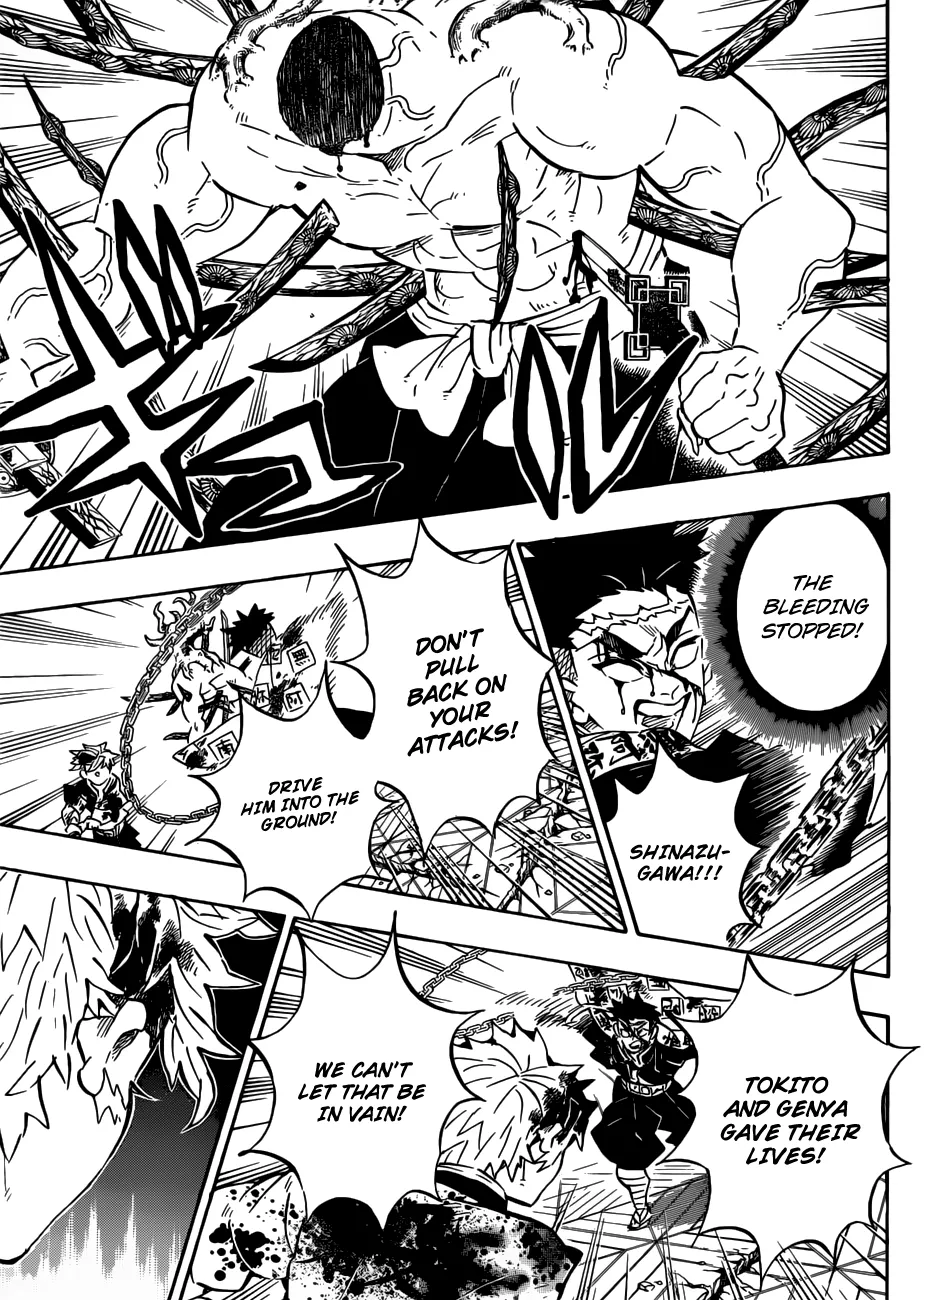 THE
BLEEDING
STOPPED!
SHINAZU-
GAWA!!!
DON'T
PULL
BACK ON
YOUR
ATTACKS!
DRIVE
HIM INTO THE
GROUND!
TOKITO
AND GENYA
GAVE THEIR
LIVES!
WE CAN'T
LET THAT BE
IN VAIN!